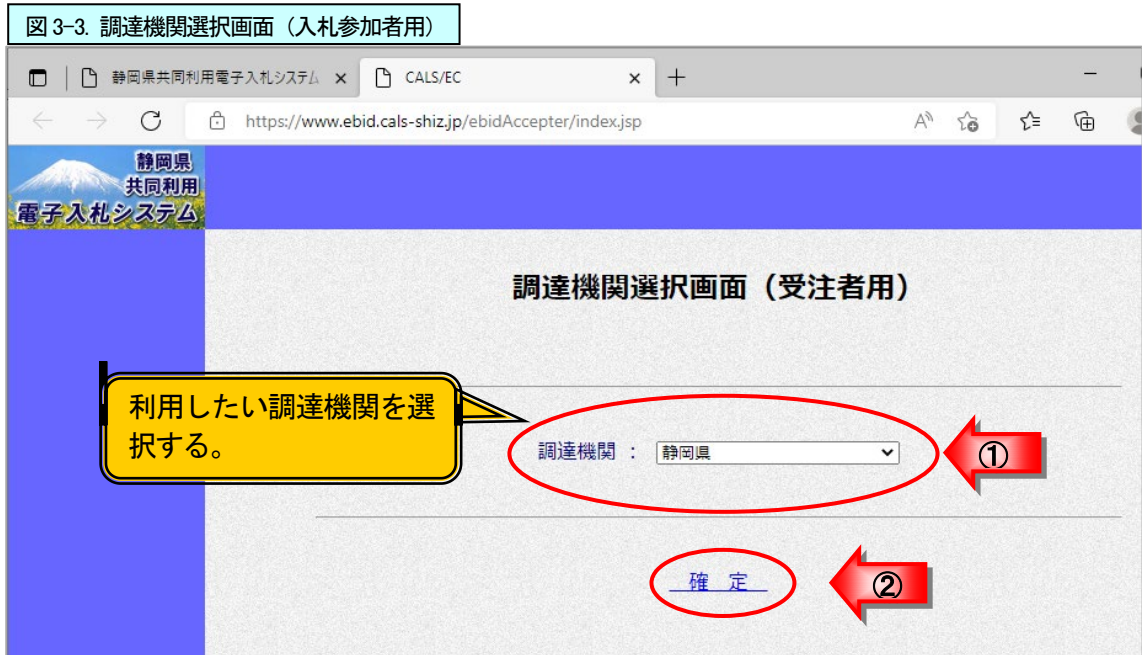 図 3-3. 調達機関選択画面（入札参加者用）
静岡県共同利用電子入札システム
CALS/EC
https://www.ebid.cals-shiz.jp/ebidAccepter/index.jsp
静岡県
共同利用
電子入札システム
調達機関選択画面（受注者用）
利用したい調達機関を選
択する。
調達機関 ： 静岡県
①
確 定
②